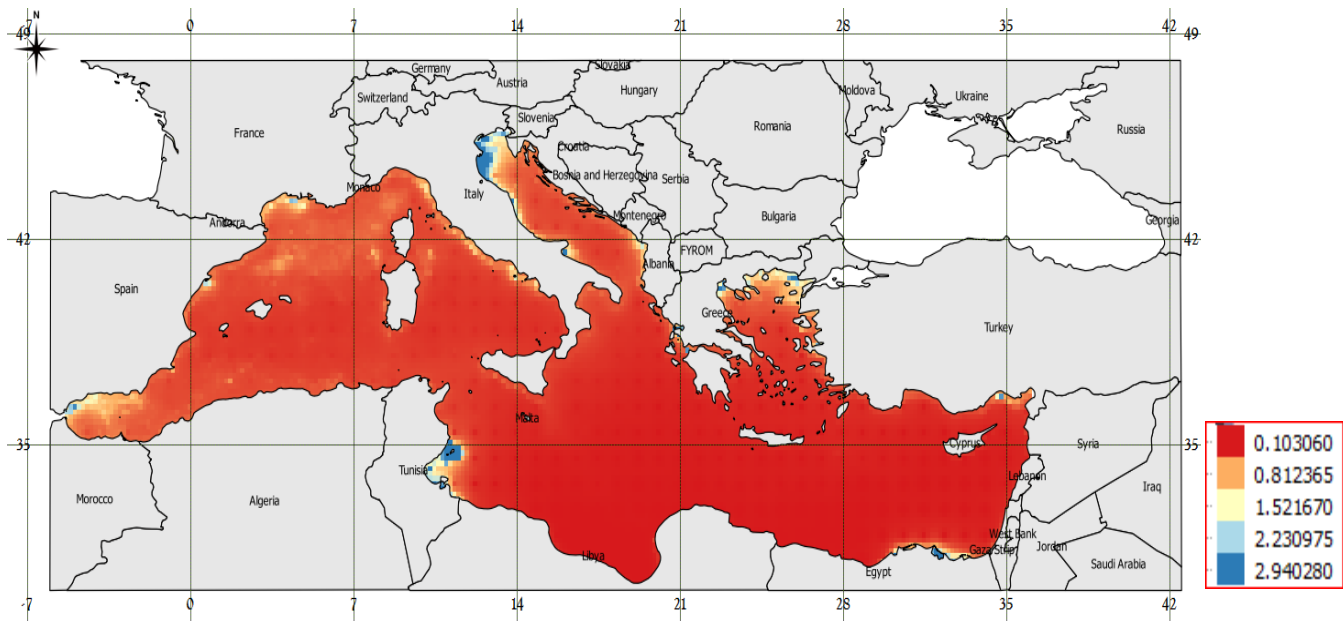 N
-7 0 7 14 21 28 35 42
49 49
Germany Slovakia
Austria
Switzerland Hungary Moldova Ukraine
Slovenia
France Romania Russia
Croatia
Bosnia and Herzegovina Serbia
Monaco Italy
Andorra Montenegro Bulgaria Georgia
42 42
FYROM
Albania
Spain
Greece Turkey
Malta
35 35
Cyprus Syria
Tunisia Lebanon
Morocco Algeria Iraq
West Bank
Libya Gaza Strip Jordan
Egypt Saudi Arabia
-7 0 7 14 21 28 35 42
0.103060
0.812365
1.521670
2.230975
2.940280